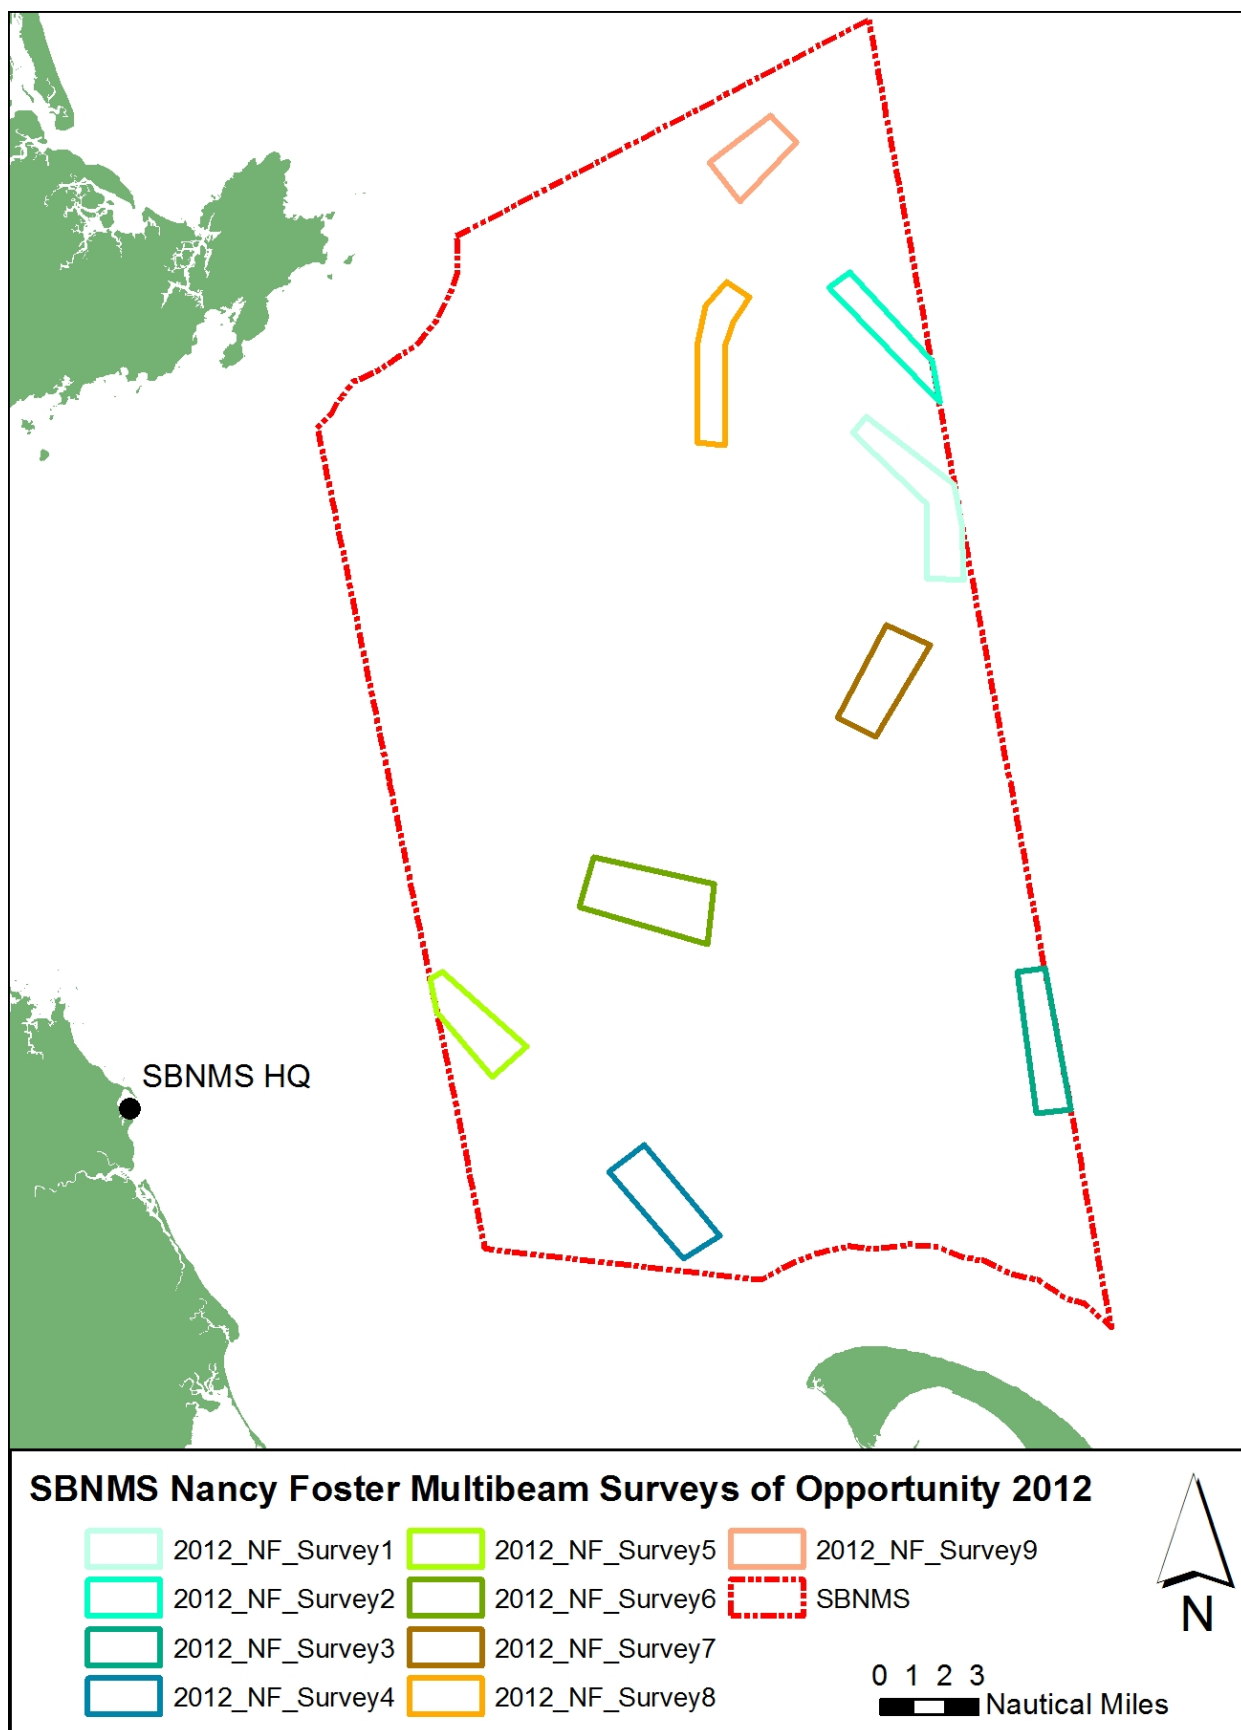 SBNMS HQ
SBNMS Nancy Foster Multibeam Surveys of Opportunity 2012
2012_NF_Survey1
2012_NF_Survey2
2012_NF_Survey3
2012_NF_Survey4
2012_NF_Survey5
2012_NF_Survey6
2012_NF_Survey7
2012_NF_Survey8
2012_NF_Survey9
SBNMS
N
0 1 2 3
Nautical Miles